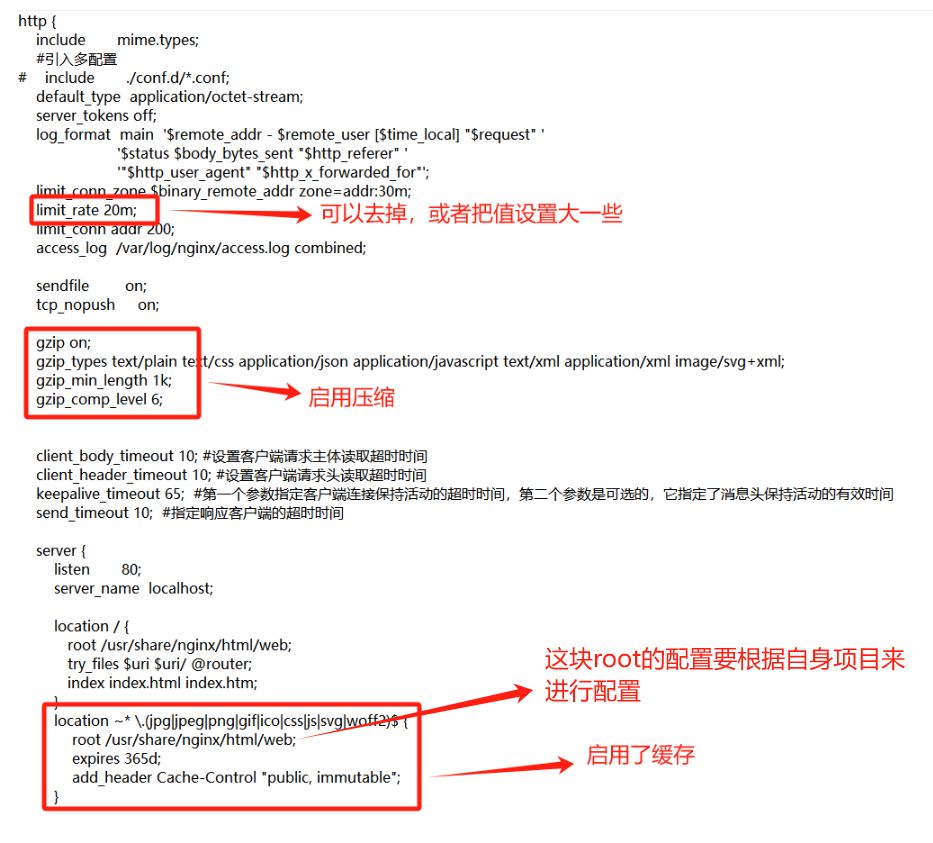 http {
include mime.types;
#引入多配置
# include ./conf.d/*.conf;
default_type application/octet-stream;
server_tokens off;
log_format main '$remote_addr - $remote_user [$time_local] "$request" '
'$status $body_bytes_sent "$http_referer" '
'"$http_user_agent" "$http_x_forwarded_for"';
limit_conn_zone $binary_remote_addr zone=addr:30m;
limit_rate 20m;
可以去掉，或者把值设置大一些
limit_conn addr 200;
access_log /var/log/nginx/access.log combined;
sendfile on;
tcp_nopush on;
gzip on;
gzip_types text/plain text/css application/json application/javascript text/xml application/xml image/svg+xml;
gzip_min_length 1k;
gzip_comp_level 6;
启用压缩
client_body_timeout 10; #设置客户端请求主体读取超时时间
client_header_timeout 10; #设置客户端请求头读取超时时间
keepalive_timeout 65; #第一个参数指定客户端连接保持活动的超时时间，第二个参数是可选的，它指定了消息头保持活动的有效时间
send_timeout 10; #指定响应客户端的超时时间
server {
listen 80;
server_name localhost;
location / {
root /usr/share/nginx/html/web;
try_files $uri $uri/ @router;
index index.html index.htm;
}
这块root的配置要根据自身项目来
进行配置
location ~* \.(jpg|jpeg|png|gif|ico|css|js|svg|woff2)$ {
root /usr/share/nginx/html/web;
expires 365d;
add_header Cache-Control "public, immutable";
}
启用了缓存